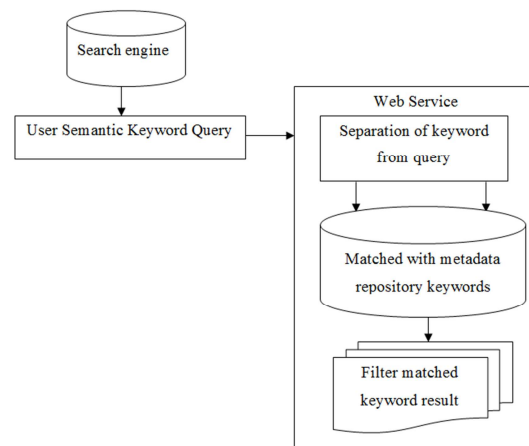 Search engine
User Semantic Keyword Query
Web Service
Separation of keyword
from query
Matched with metadata
repository keywords
Filter matched
keyword result